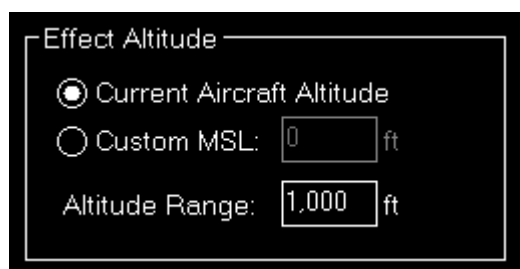 Effect Altitude
Current Aircraft Altitude
Custom MSL: 0 ft
Altitude Range: 1,000 ft